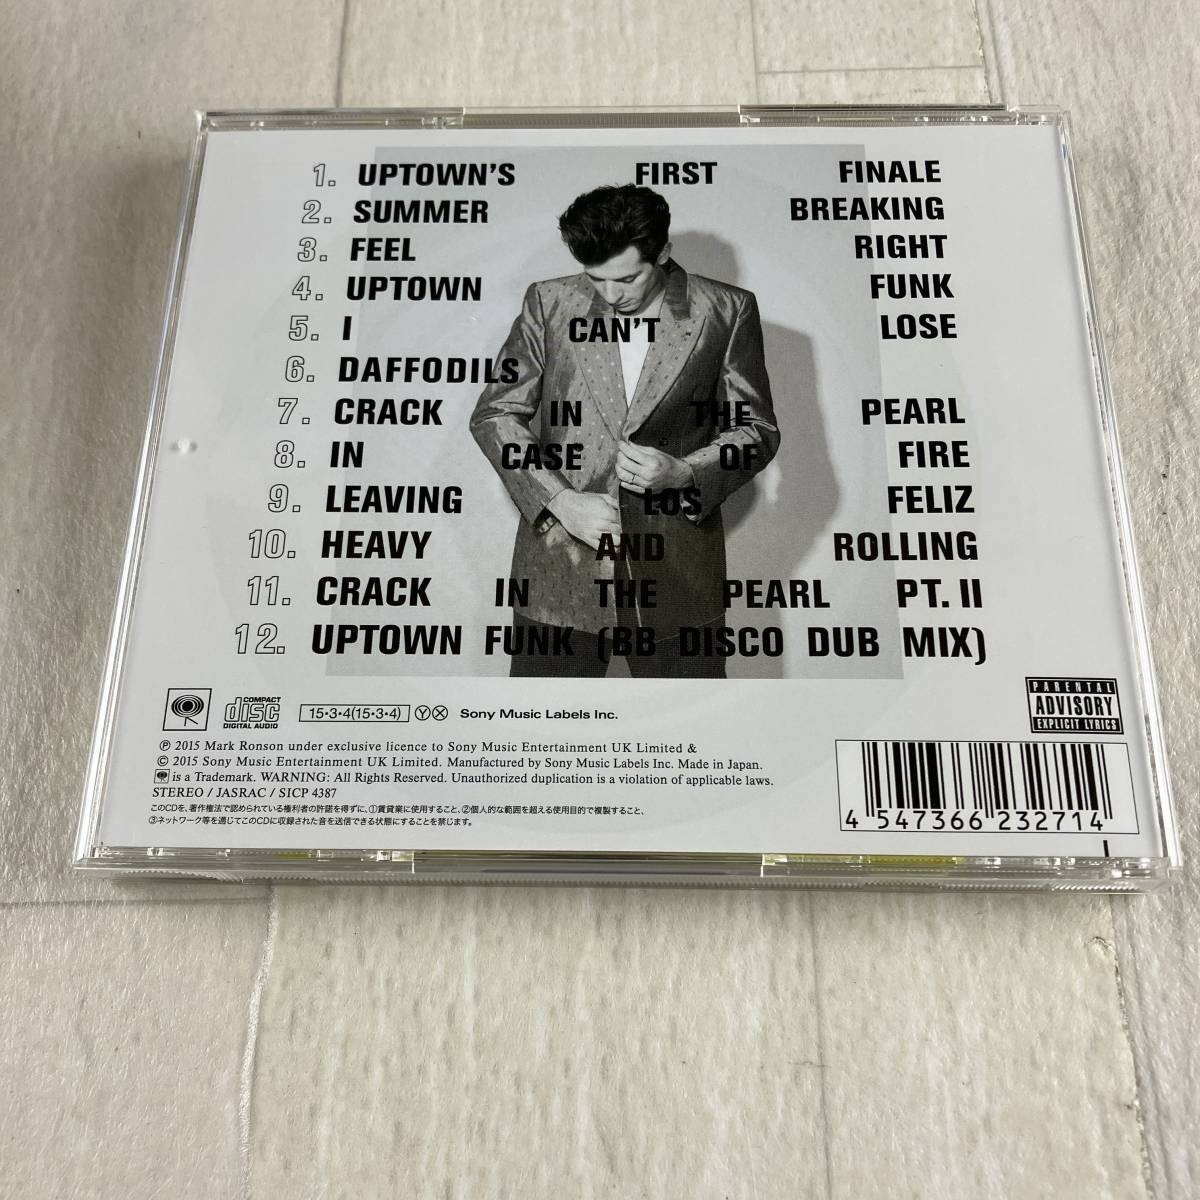 1. UPTOWN'S FIRST FINALE
2. SUMMER BREAKING
3. FEEL RIGHT
4. UPTOWN FUNK
5. I CAN'T LOSE
6. DAFFODILS
7. CRACK IN THE PEARL
8. IN CASE OF FIRE
9. LEAVING LOS FELIZ
10. HEAVY AND ROLLING
11. CRACK IN THE PEARL PT. II
12. UPTOWN FUNK (BB DISCO DUB MIX)
COMPACT
disc
DIGITAL AUDIO
15・3・4(15・3・4) Ⓨ Ⓧ Sony Music Labels Inc.
PARENTAL
ADVISORY
EXPLICIT LYRICS
℗ 2015 Mark Ronson under exclusive licence to Sony Music Entertainment UK Limited &
© 2015 Sony Music Entertainment UK Limited. Manufactured by Sony Music Labels Inc. Made in Japan.
is a Trademark. WARNING: All Rights Reserved. Unauthorized duplication is a violation of applicable laws.
STEREO / JASRAC / SICP 4387
このCDを、著作権法で認められている権利者の許諾を得ずに、①賃貸業に使用すること、②個人的な範囲を超える使用目的で複製すること、
③ネットワーク等を通じてこのCDに収録された音を送信できる状態にすることを禁じます。
4 547366 232714